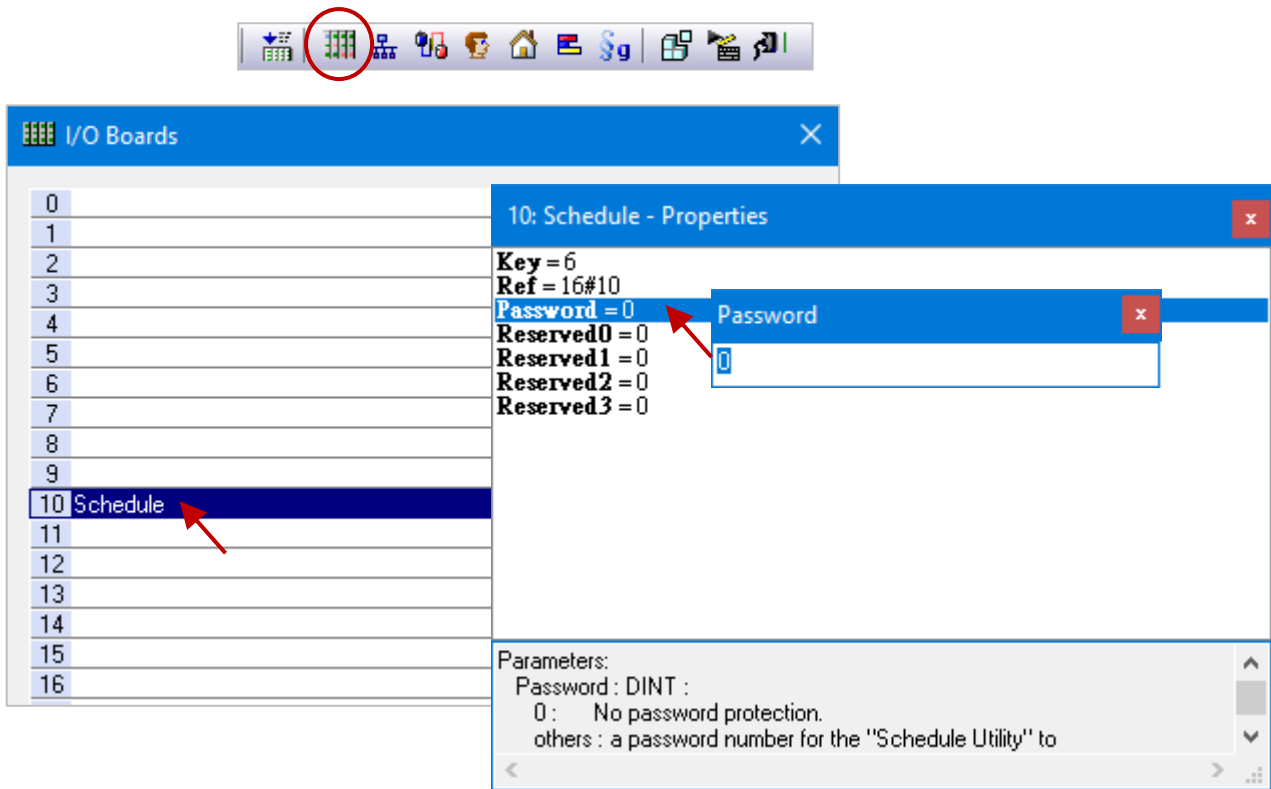 §g
I/O Boards
0
1
2
3
4
5
6
7
8
9
10 Schedule
11
12
13
14
15
16
10: Schedule - Properties
Key = 6
Ref = 16#10
Password = 0
Reserved0 = 0
Reserved1 = 0
Reserved2 = 0
Reserved3 = 0
Password
0
Parameters:
Password : DINT :
0 : No password protection.
others : a password number for the "Schedule Utility" to